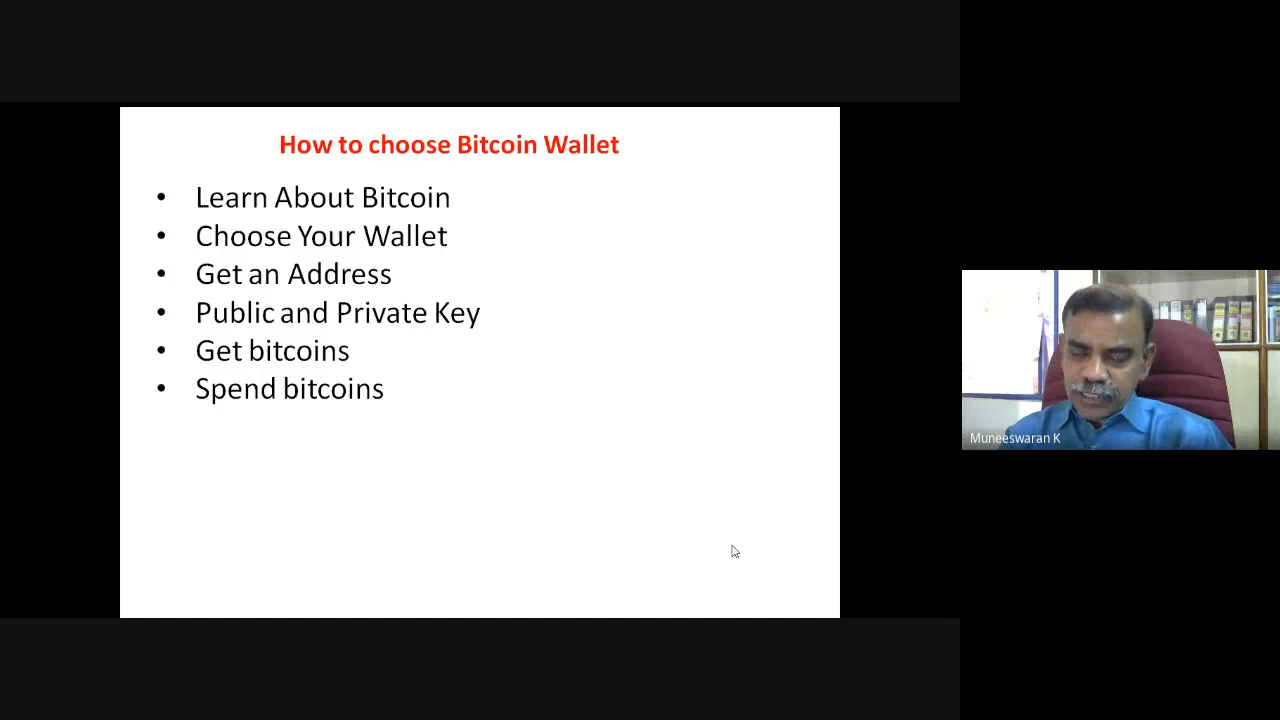 How to choose Bitcoin Wallet
• Learn About Bitcoin
• Choose Your Wallet
• Get an Address
• Public and Private Key
• Get bitcoins
• Spend bitcoins
Muneeswaran K